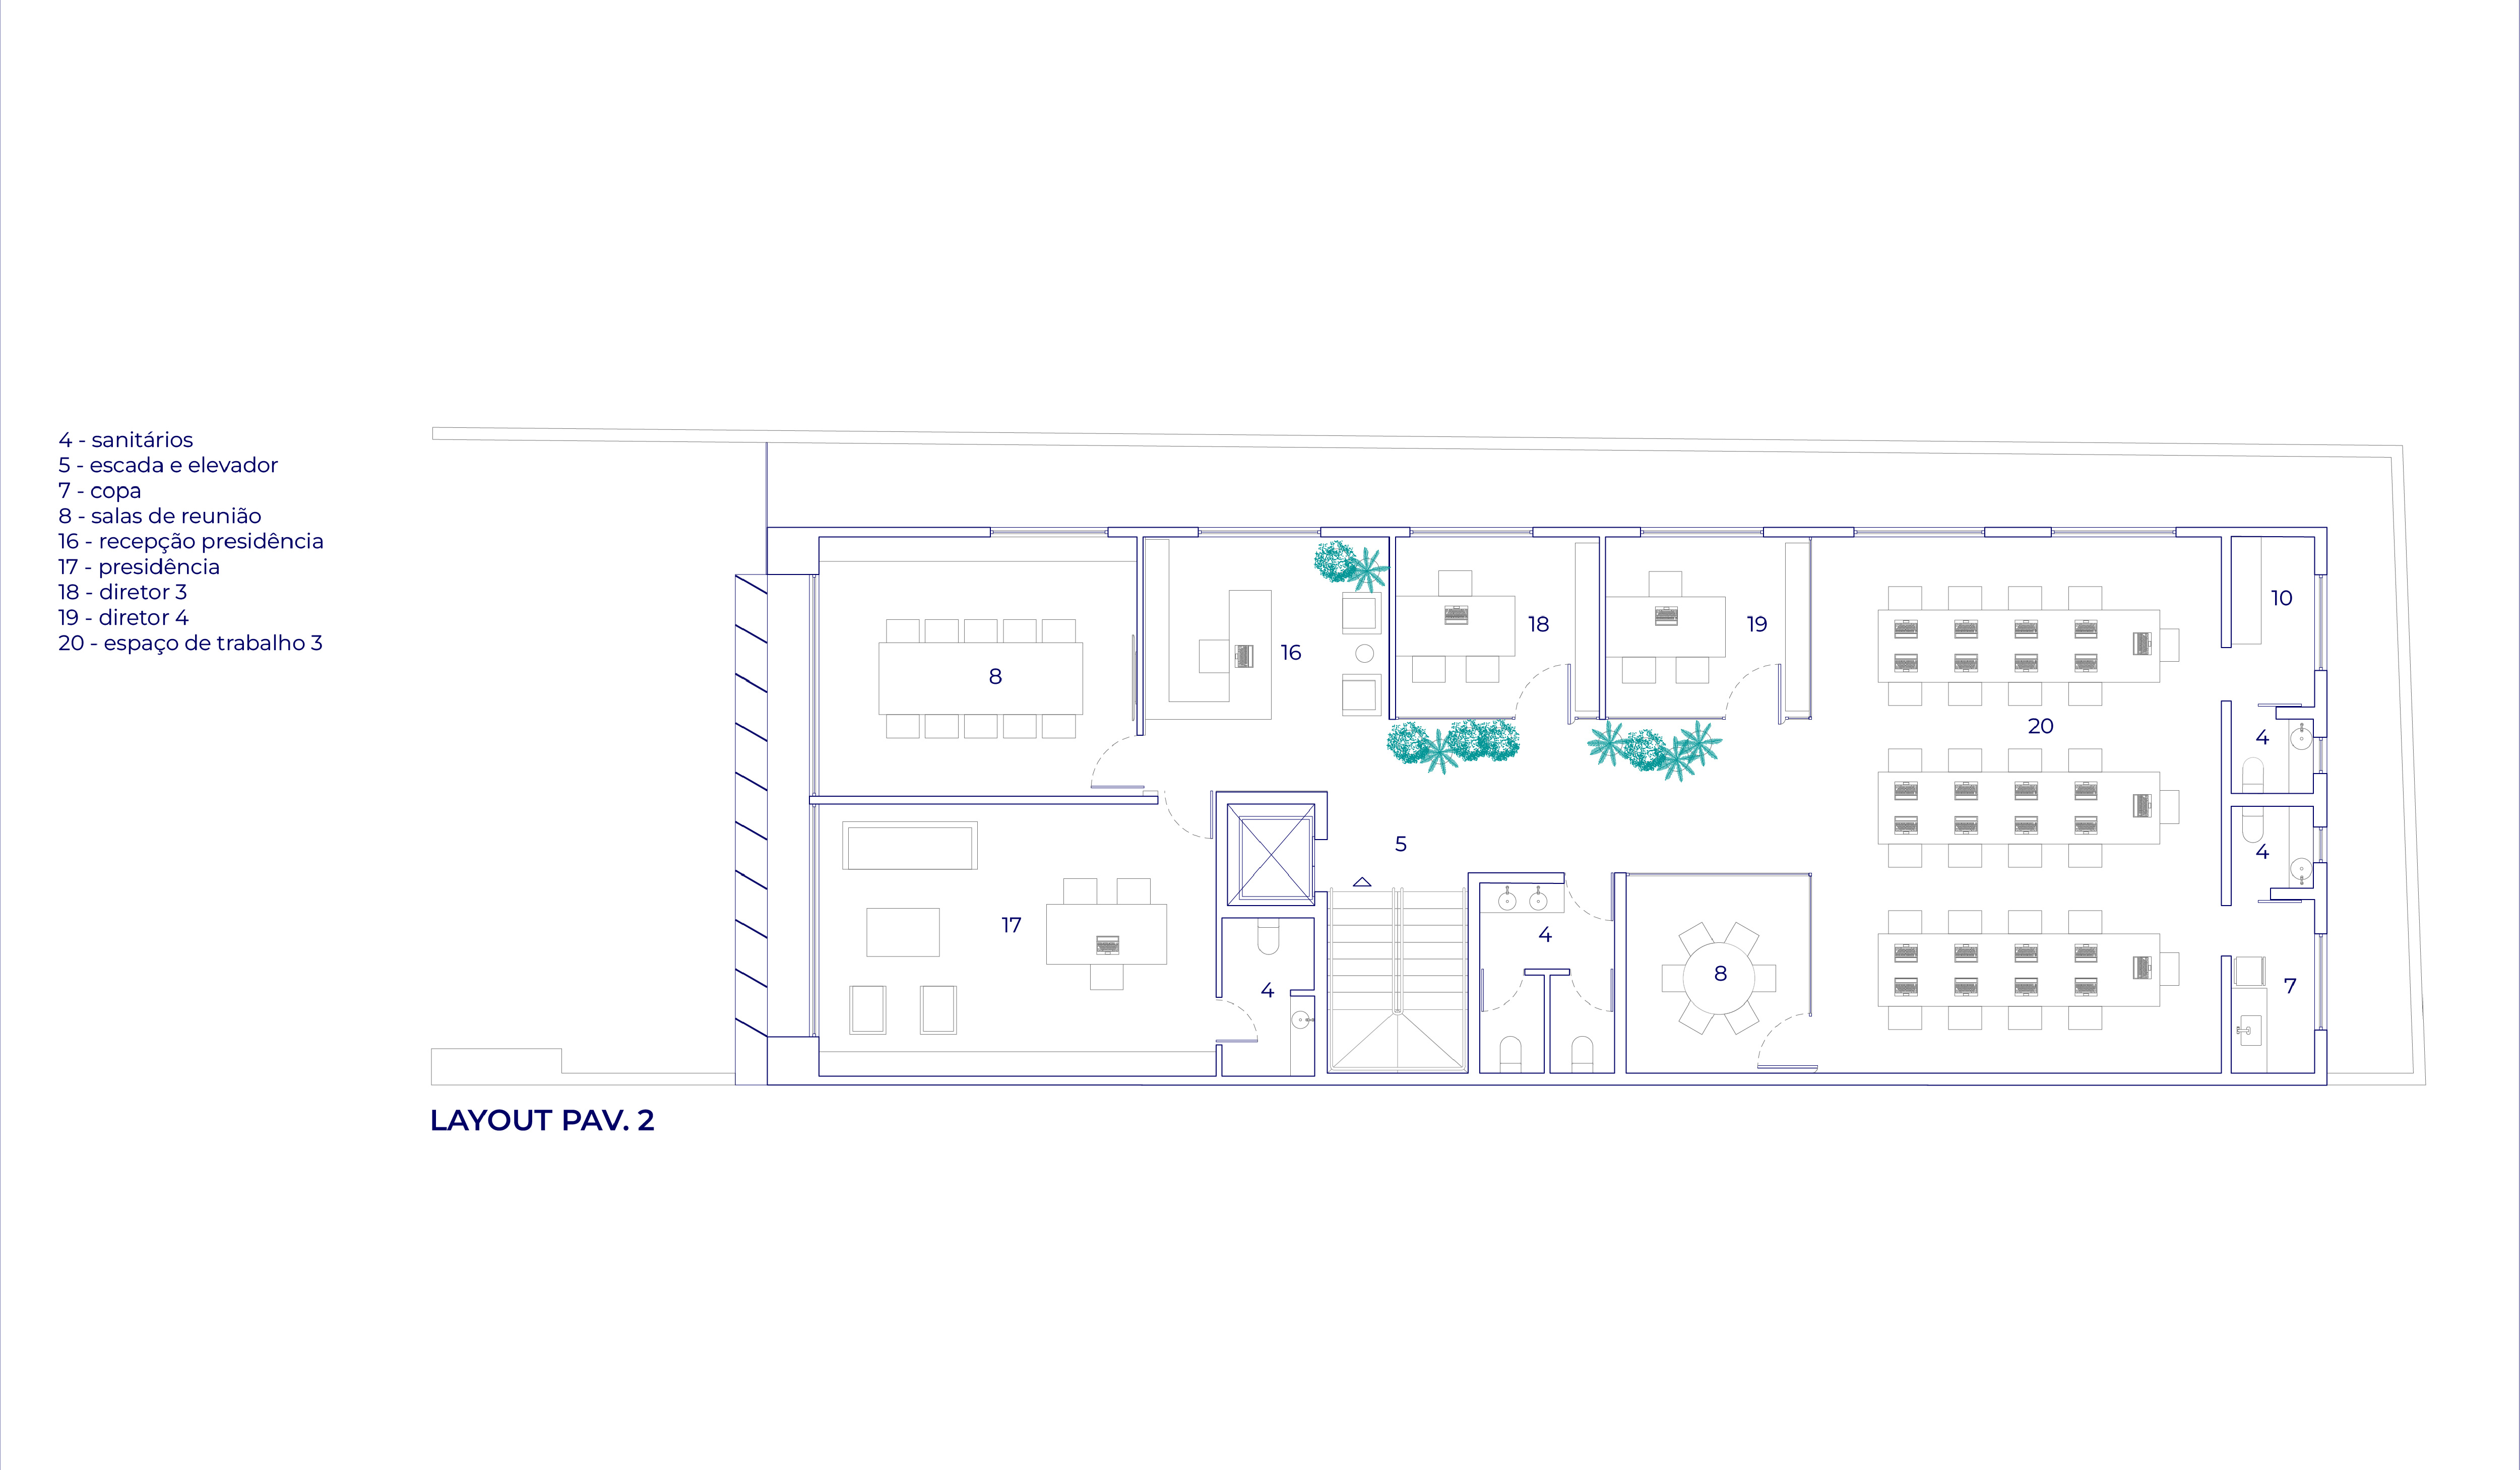 4 - sanitários
5 - escada e elevador
7 - copa
8 - salas de reunião
16 - recepção presidência
17 - presidência
18 - diretor 3
19 - diretor 4
20 - espaço de trabalho 3
10
18
19
16
8
20
4
5
4
17
4
8
7
4
LAYOUT PAV. 2